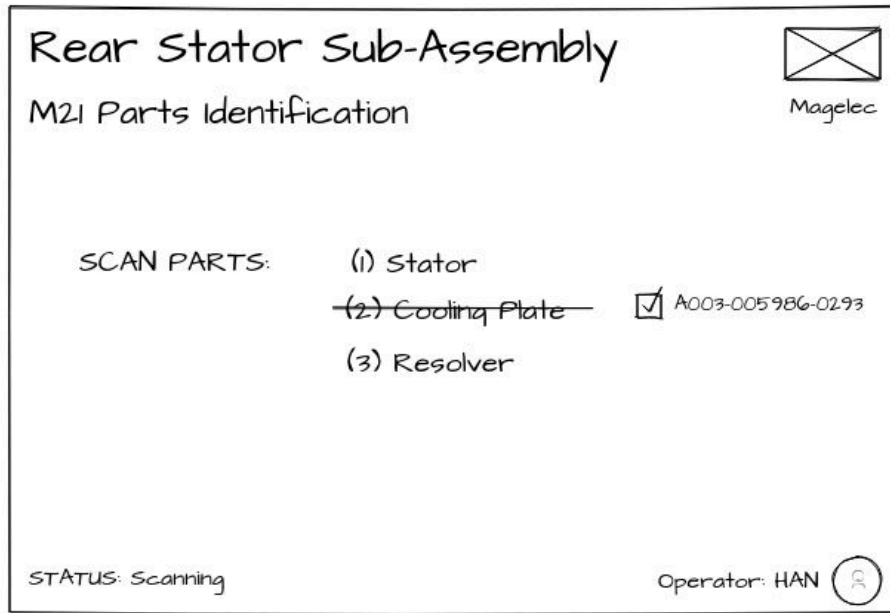 Rear Stator Sub-Assembly
M21 Parts Identification
Magelec
SCAN PARTS:
(1) Stator
(2) Cooling Plate
A003-005986-0293
(3) Resolver
STATUS: Scanning
Operator: HAN